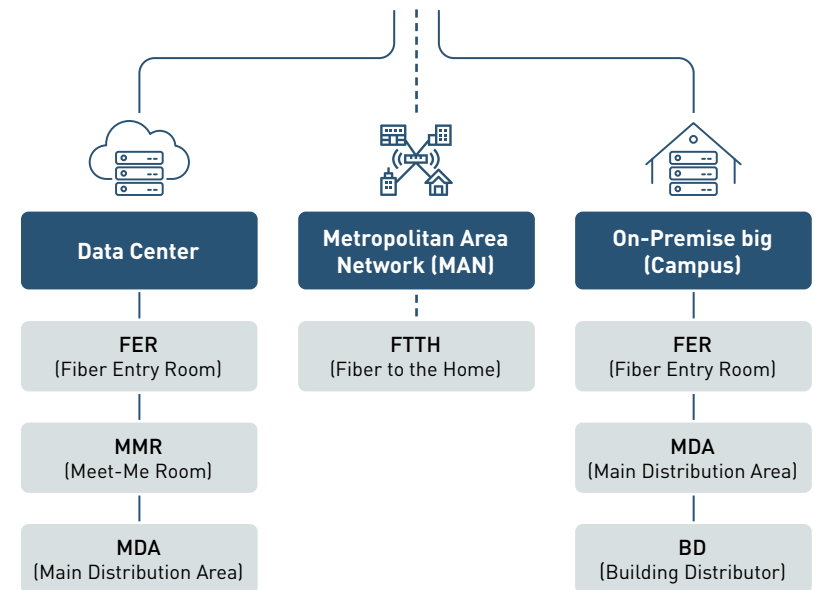 Data Center
FER
(Fiber Entry Room)
MMR
(Meet-Me Room)
MDA
(Main Distribution Area)
Metropolitan Area
Network (MAN)
FTTH
(Fiber to the Home)
On-Premise big
(Campus)
FER
(Fiber Entry Room)
MDA
(Main Distribution Area)
BD
(Building Distributor)